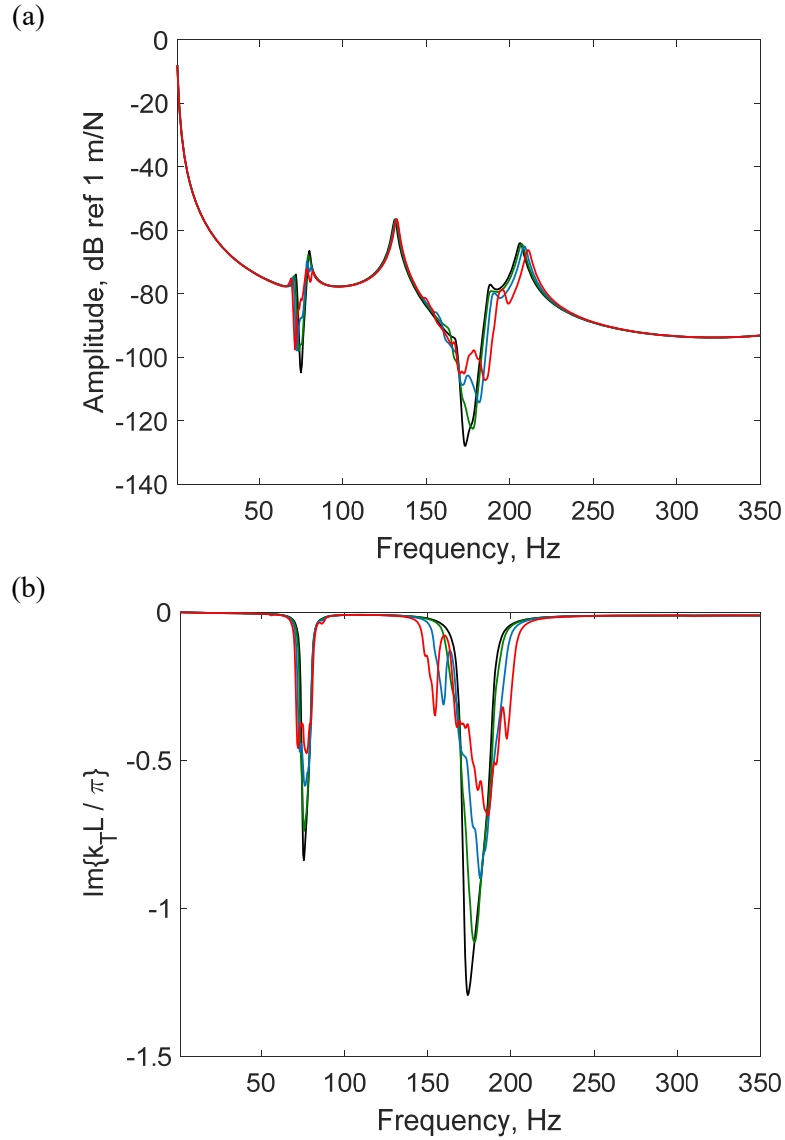 (a)
0
-20
-40
-60
-80
-100
-120
-140
Amplitude, dB ref 1 m/N
50 100 150 200 250 300 350
Frequency, Hz
(b)
0
-0.5
-1
-1.5
Im{k_TL / π}
50 100 150 200 250 300 350
Frequency, Hz